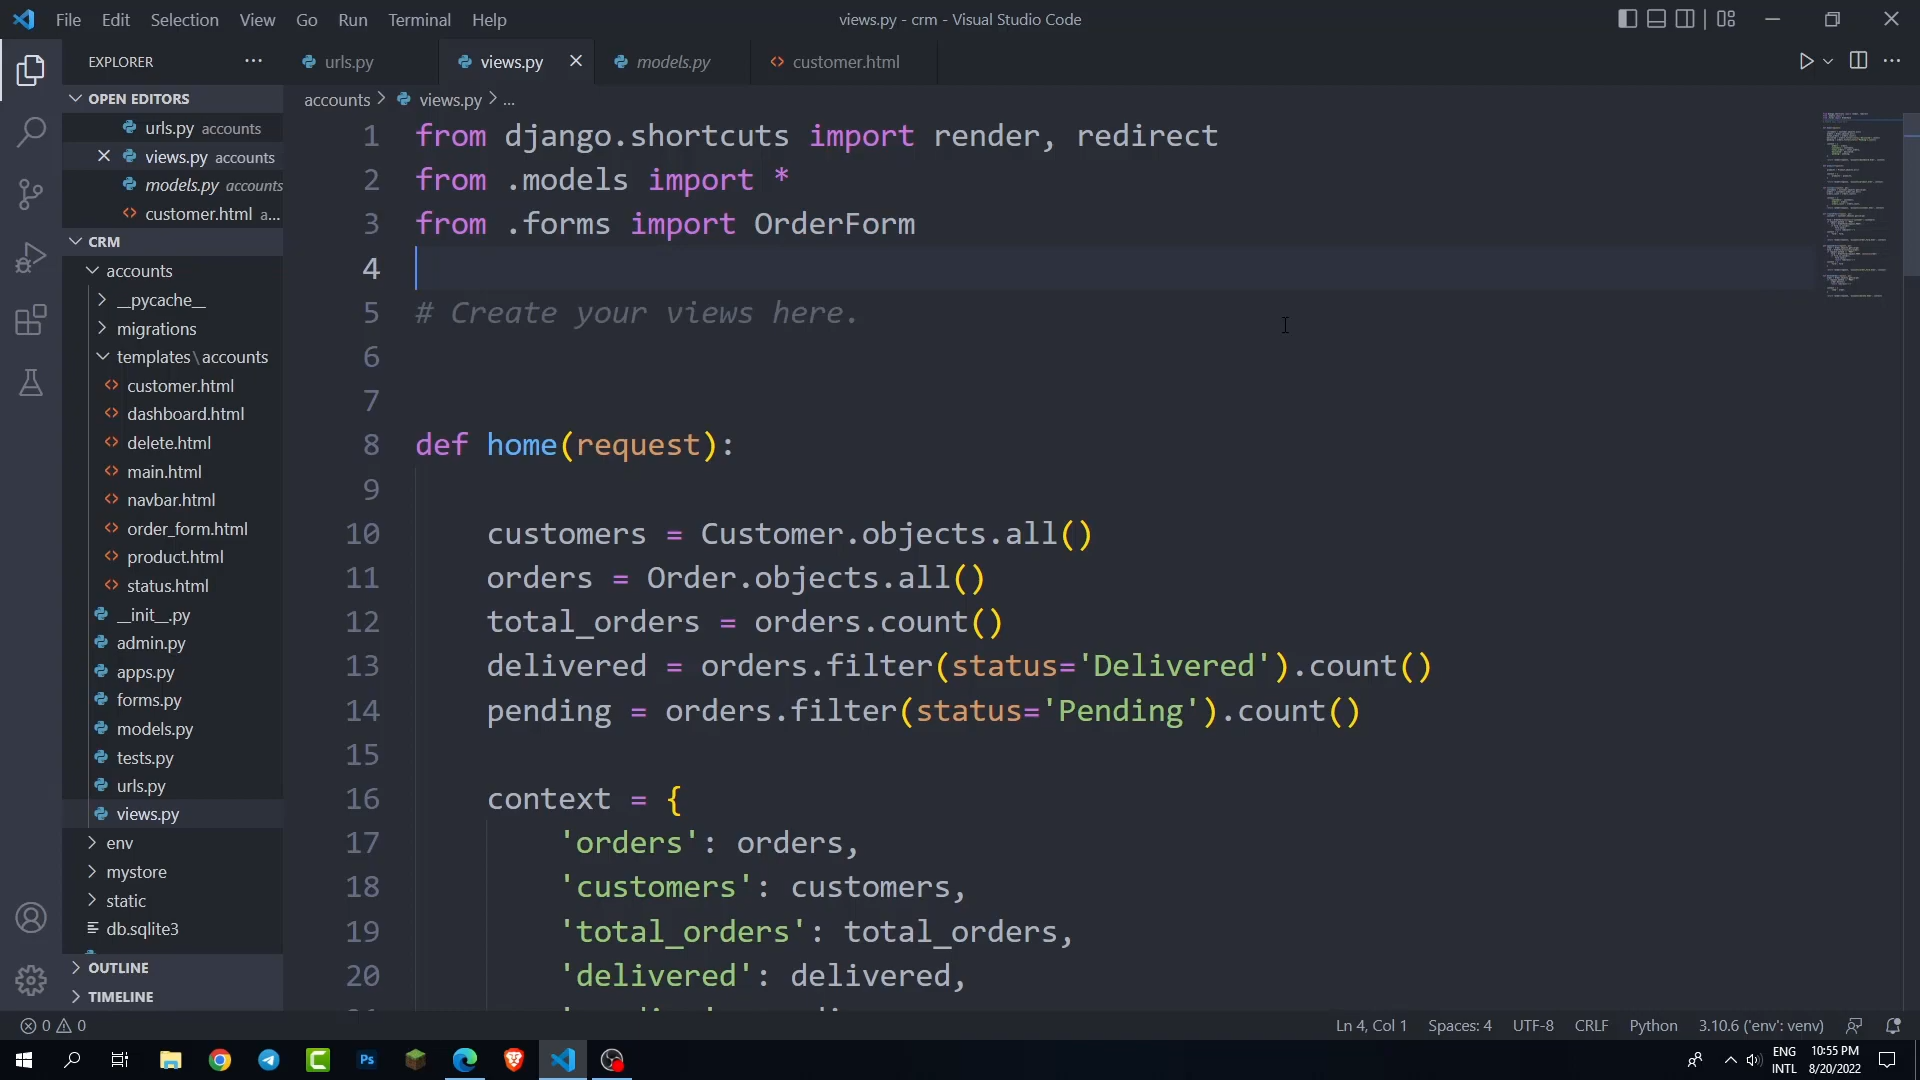 File Edit Selection View Go Run Terminal Help
views.py - crm - Visual Studio Code
EXPLORER
urls.py
views.py
models.py
customer.html
OPEN EDITORS
urls.py accounts
views.py accounts
models.py accounts
customer.html a...
CRM
accounts
__pycache__
migrations
templates\accounts
customer.html
dashboard.html
delete.html
main.html
navbar.html
order_form.html
product.html
status.html
__init__.py
admin.py
apps.py
forms.py
models.py
tests.py
urls.py
views.py
env
mystore
static
db.sqlite3
OUTLINE
TIMELINE
accounts > views.py > ...
1 from django.shortcuts import render, redirect
2 from .models import *
3 from .forms import OrderForm
4
5 # Create your views here.
6
7
8 def home(request):
9
10 customers = Customer.objects.all()
11 orders = Order.objects.all()
12 total_orders = orders.count()
13 delivered = orders.filter(status='Delivered').count()
14 pending = orders.filter(status='Pending').count()
15
16 context = {
17 'orders': orders,
18 'customers': customers,
19 'total_orders': total_orders,
20 'delivered': delivered,
0 0
Ln 4, Col 1 Spaces: 4 UTF-8 CRLF Python 3.10.6 ('env': venv)
Ps
ENG
INTL
10:55 PM
8/20/2022